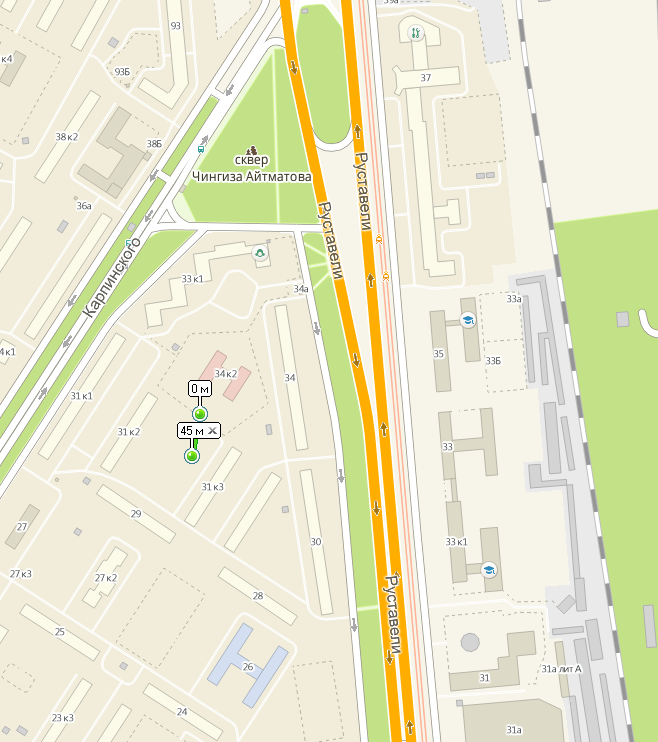 39а
93
37
к4
93Б
38 к2
38Б
сквер
Чингиза Айтматова
36а
Руставели
Руставели
Карпинского
33 к1
34а
33а
4 к1
35
33Б
34 к2
34
0 м
31 к1
45 м
31 к2
33
31 к3
29
27
30
33 к1
27 к3
27 к2
28
25
Руставели
26
31а лит А
31
24
23 к3
31а